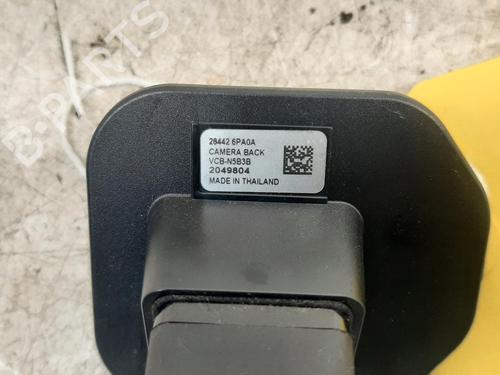 28442 6PA0A
CAMERA BACK
VCB-N5B3B
2049804
MADE IN THAILAND
B-Parts